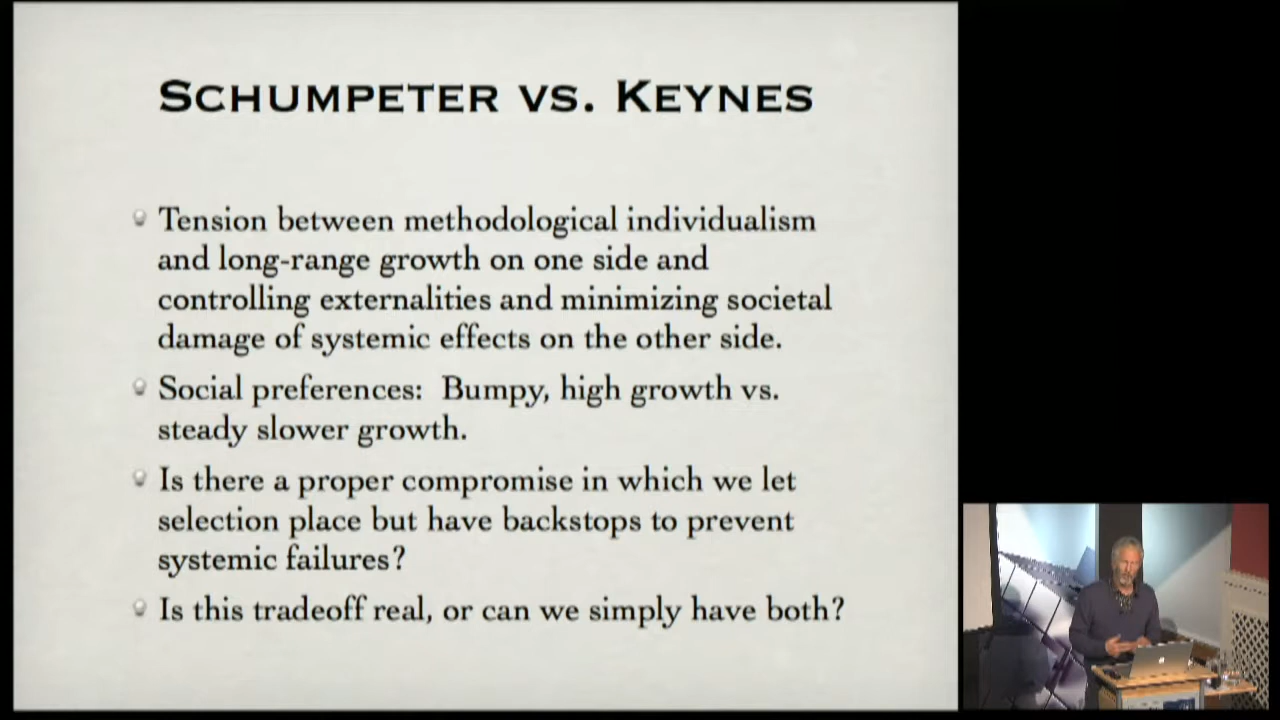 SCHUMPETER VS. KEYNES
Tension between methodological individualism
and long-range growth on one side and
controlling externalities and minimizing societal
damage of systemic effects on the other side.
Social preferences: Bumpy, high growth vs.
steady slower growth.
Is there a proper compromise in which we let
selection place but have backstops to prevent
systemic failures?
Is this tradeoff real, or can we simply have both?